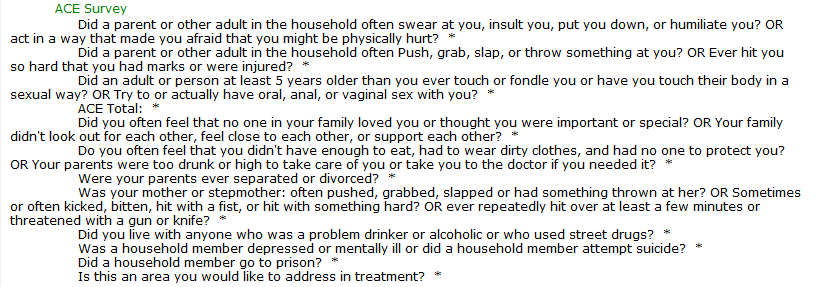 ACE Survey
Did a parent or other adult in the household often swear at you, insult you, put you down, or humiliate you? OR
act in a way that made you afraid that you might be physically hurt? *
Did a parent or other adult in the household often Push, grab, slap, or throw something at you? OR Ever hit you
so hard that you had marks or were injured? *
Did an adult or person at least 5 years older than you ever touch or fondle you or have you touch their body in a
sexual way? OR Try to or actually have oral, anal, or vaginal sex with you? *
ACE Total: *
Did you often feel that no one in your family loved you or thought you were important or special? OR Your family
didn't look out for each other, feel close to each other, or support each other? *
Do you often feel that you didn't have enough to eat, had to wear dirty clothes, and had no one to protect you?
OR Your parents were too drunk or high to take care of you or take you to the doctor if you needed it? *
Were your parents ever separated or divorced? *
Was your mother or stepmother: often pushed, grabbed, slapped or had something thrown at her? OR Sometimes
or often kicked, bitten, hit with a fist, or hit with something hard? OR ever repeatedly hit over at least a few minutes or
threatened with a gun or knife? *
Did you live with anyone who was a problem drinker or alcoholic or who used street drugs? *
Was a household member depressed or mentally ill or did a household member attempt suicide? *
Did a household member go to prison? *
Is this an area you would like to address in treatment? *